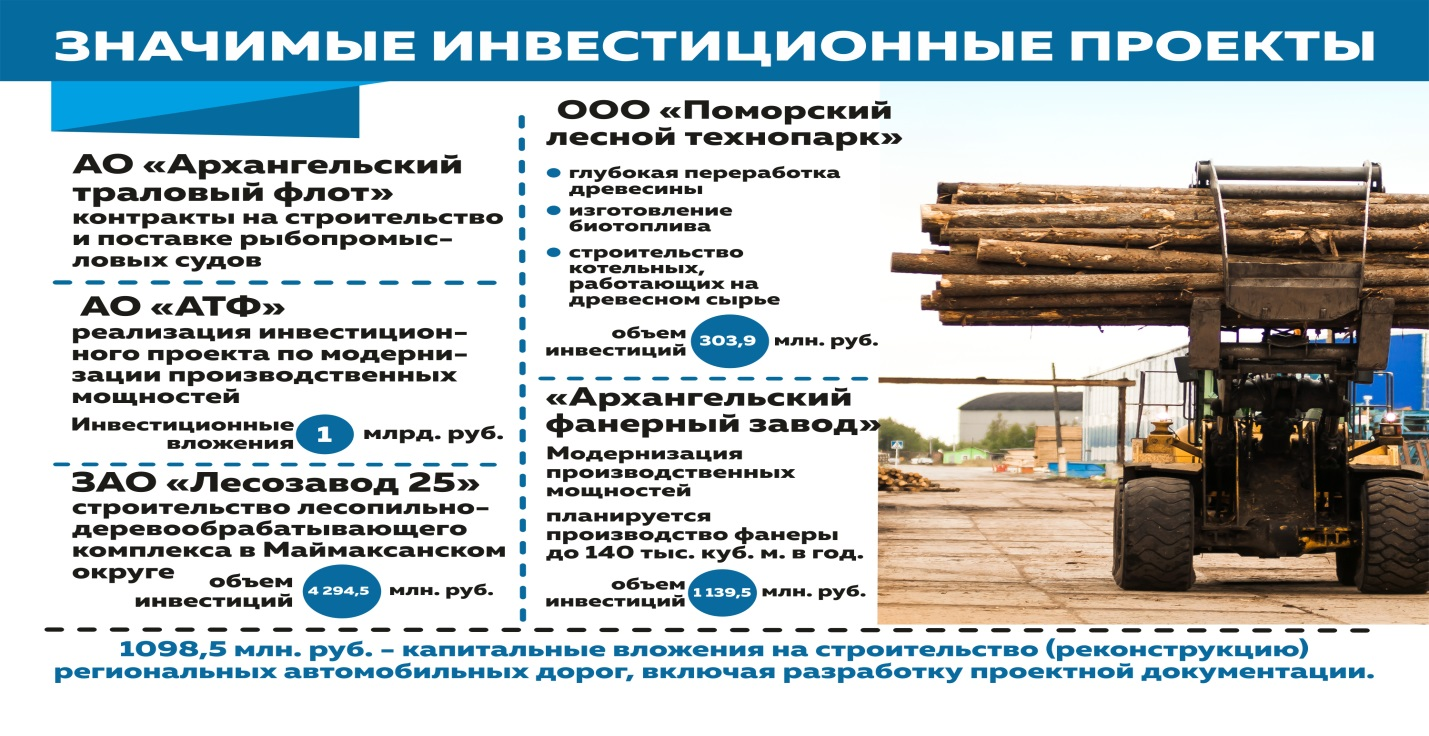 ЗНАЧИМЫЕ ИНВЕСТИЦИОННЫЕ ПРОЕКТЫ
АО «Архангельский
траловый флот»
контракты на строительство
и поставке рыбопромыс-
ловых судов
АО «АТФ»
реализация инвестицион-
ного проекта по модерни-
зации производственных
мощностей
Инвестиционные
вложения 1 млрд. руб.
ЗАО «Лесозавод 25»
строительство лесопильно-
деревообрабатывающего
комплекса в Маймаксанском
округе
объем
инвестиций 4 294,5 млн. руб.
ООО «Поморский
лесной технопарк»
глубокая переработка
древесины
изготовление
биотоплива
строительство
котельных,
работающих на
древесном сырье
объем
инвестиций 303,9 млн. руб.
«Архангельский
фанерный завод»
Модернизация
производственных
мощностей
планируется
производство фанеры
до 140 тыс. куб. м. в год.
объем
инвестиций 1 139,5 млн. руб.
1098,5 млн. руб. – капитальные вложения на строительство (реконструкцию)
региональных автомобильных дорог, включая разработку проектной документации.